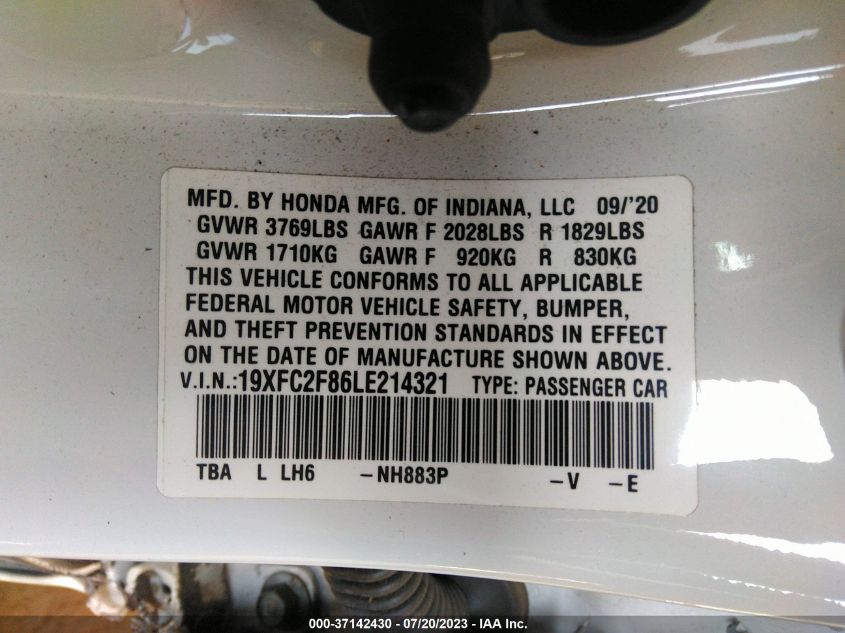 MFD. BY HONDA MFG. OF INDIANA, LLC 09/'20
GVWR 3769LBS GAWR F 2028LBS R 1829LBS
GVWR 1710KG GAWR F 920KG R 830KG
THIS VEHICLE CONFORMS TO ALL APPLICABLE
FEDERAL MOTOR VEHICLE SAFETY, BUMPER,
AND THEFT PREVENTION STANDARDS IN EFFECT
ON THE DATE OF MANUFACTURE SHOWN ABOVE.
V.I.N.:19XFC2F86LE214321 TYPE: PASSENGER CAR
TBA L LH6 -NH883P -V -E
000-37142430 - 07/20/2023 - IAA Inc.